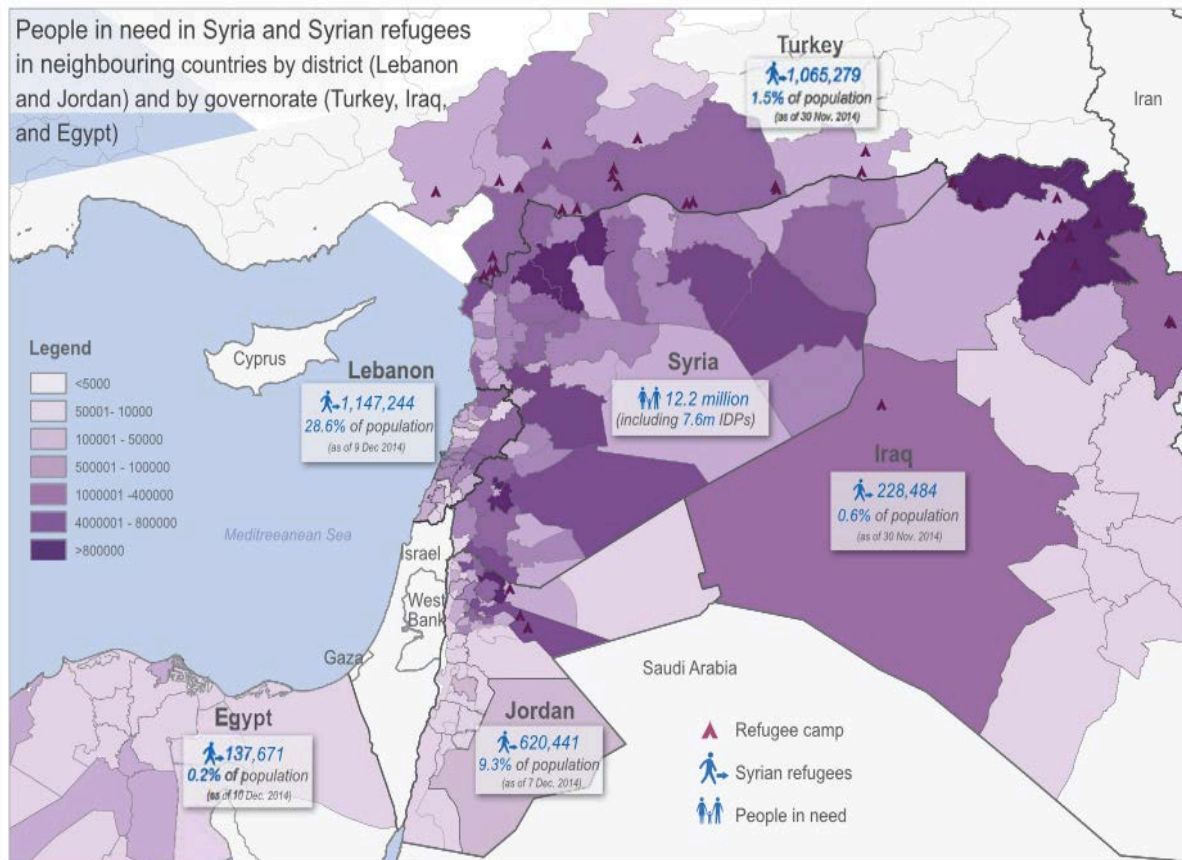 People in need in Syria and Syrian refugees
in neighbouring countries by district (Lebanon
and Jordan) and by governorate (Turkey, Iraq,
and Egypt)
Turkey
1,065,279
1.5% of population
(as of 30 Nov. 2014)
Iran
Legend
<5000
50001- 10000
100001 - 50000
500001 - 100000
1000001 -400000
4000001 - 800000
>800000
Cyprus
Lebanon
1,147,244
28.6% of population
(as of 9 Dec 2014)
Syria
12.2 million
(including 7.6m IDPs)
Iraq
228,484
0.6% of population
(as of 30 Nov. 2014)
Mediteeanean Sea
Israel
West
Bank
Gaza
Saudi Arabia
Egypt
137,671
0.2% of population
(as of 10 Dec. 2014)
Jordan
620,441
9.3% of population
(as of 7 Dec. 2014)
Refugee camp
Syrian refugees
People in need